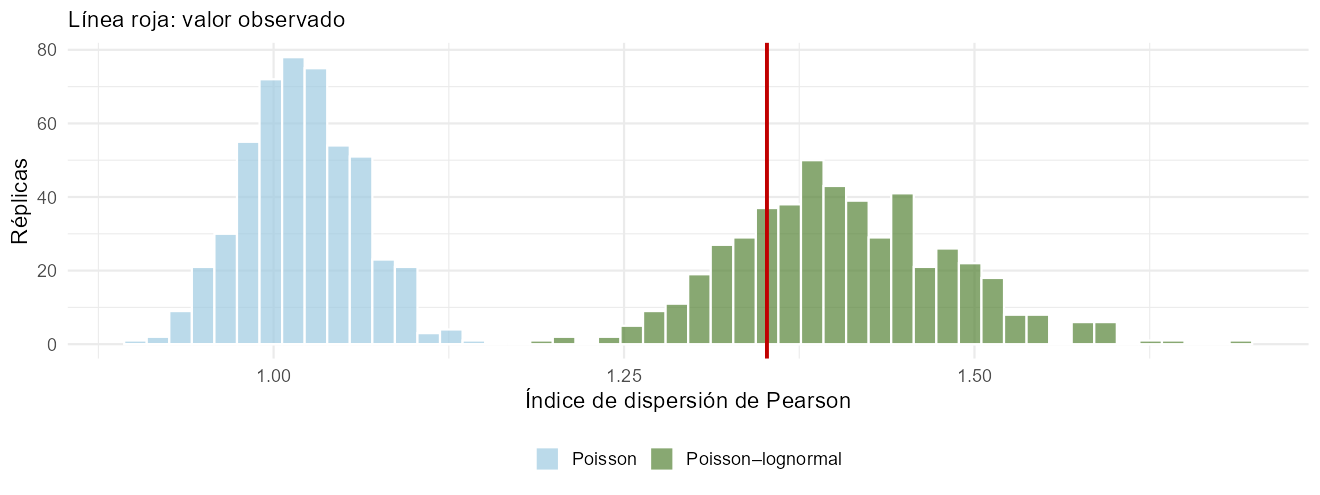 Línea roja: valor observado
80
60
40
20
0
Réplicas
1.00 1.25 1.50
Índice de dispersión de Pearson
Poisson Poisson–lognormal